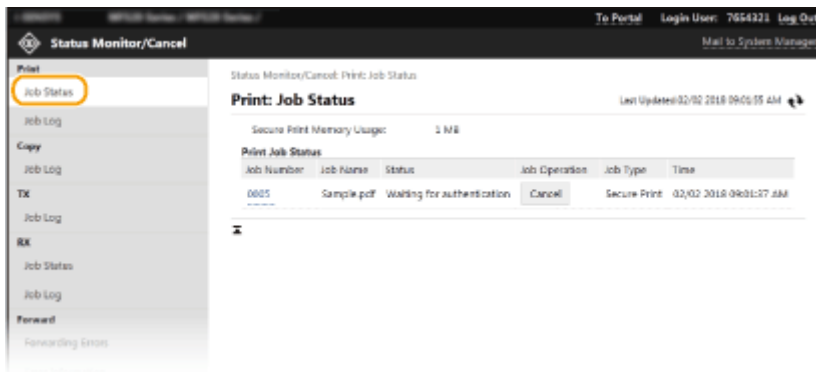 To Portal Login User: 7654321 Log Out
Status Monitor/Cancel
Mail to System Manager
Print
Job Status
Job Log
Copy
Job Log
TX
Job Log
RX
Job Status
Job Log
Forward
Forwarding Errors
Status Monitor/Cancel: Print: Job Status
Print: Job Status
Last Updated 02/02 2018 09:01:55 AM
Secure Print Memory Usage: 1 MB
Print Job Status
Job Number Job Name Status Job Operation Job Type Time
0005 Sample.pdf Waiting for authentication Cancel Secure Print 02/02 2018 09:01:37 AM